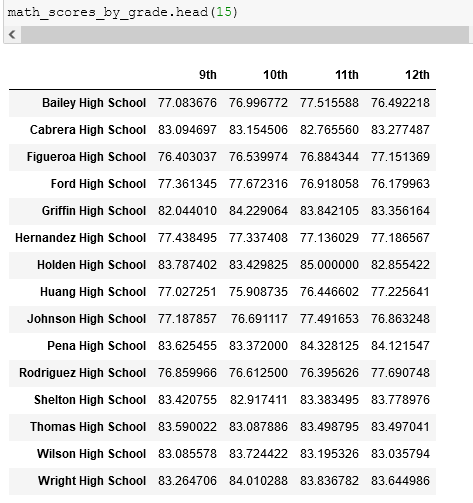 math_scores_by_grade.head(15)
9th 10th 11th 12th
Bailey High School 77.083676 76.996772 77.515588 76.492218
Cabrera High School 83.094697 83.154506 82.765560 83.277487
Figueroa High School 76.403037 76.539974 76.884344 77.151369
Ford High School 77.361345 77.672316 76.918058 76.179963
Griffin High School 82.044010 84.229064 83.842105 83.356164
Hernandez High School 77.438495 77.337408 77.136029 77.186567
Holden High School 83.787402 83.429825 85.000000 82.855422
Huang High School 77.027251 75.908735 76.446602 77.225641
Johnson High School 77.187857 76.691117 77.491653 76.863248
Pena High School 83.625455 83.372000 84.328125 84.121547
Rodriguez High School 76.859966 76.612500 76.395626 77.690748
Shelton High School 83.420755 82.917411 83.383495 83.778976
Thomas High School 83.590022 83.087886 83.498795 83.497041
Wilson High School 83.085578 83.724422 83.195326 83.035794
Wright High School 83.264706 84.010288 83.836782 83.644986